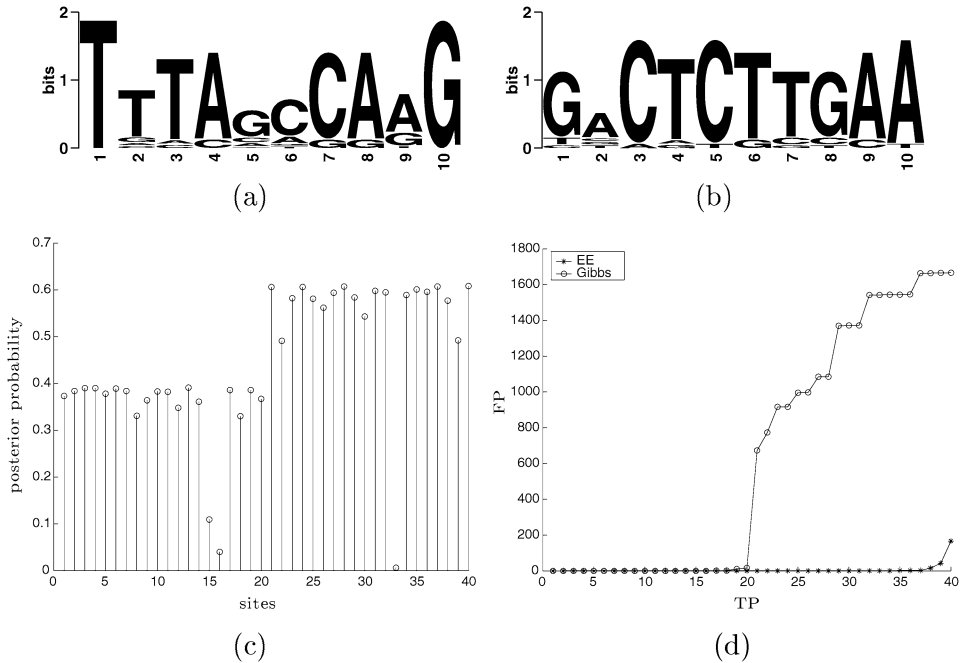 2
1
0
bits
T T T A G C C A A G
1 2 3 4 5 6 7 8 9 10
(a)
2
1
0
bits
G A C T C T T G A A
1 2 3 4 5 6 7 8 9 10
(b)
0.7
0.6
0.5
0.4
0.3
0.2
0.1
0
posterior probability
0 5 10 15 20 25 30 35 40
sites
(c)
1800
1600
1400
1200
1000
800
600
400
200
0
FP
EE
Gibbs
0 5 10 15 20 25 30 35 40
TP
(d)